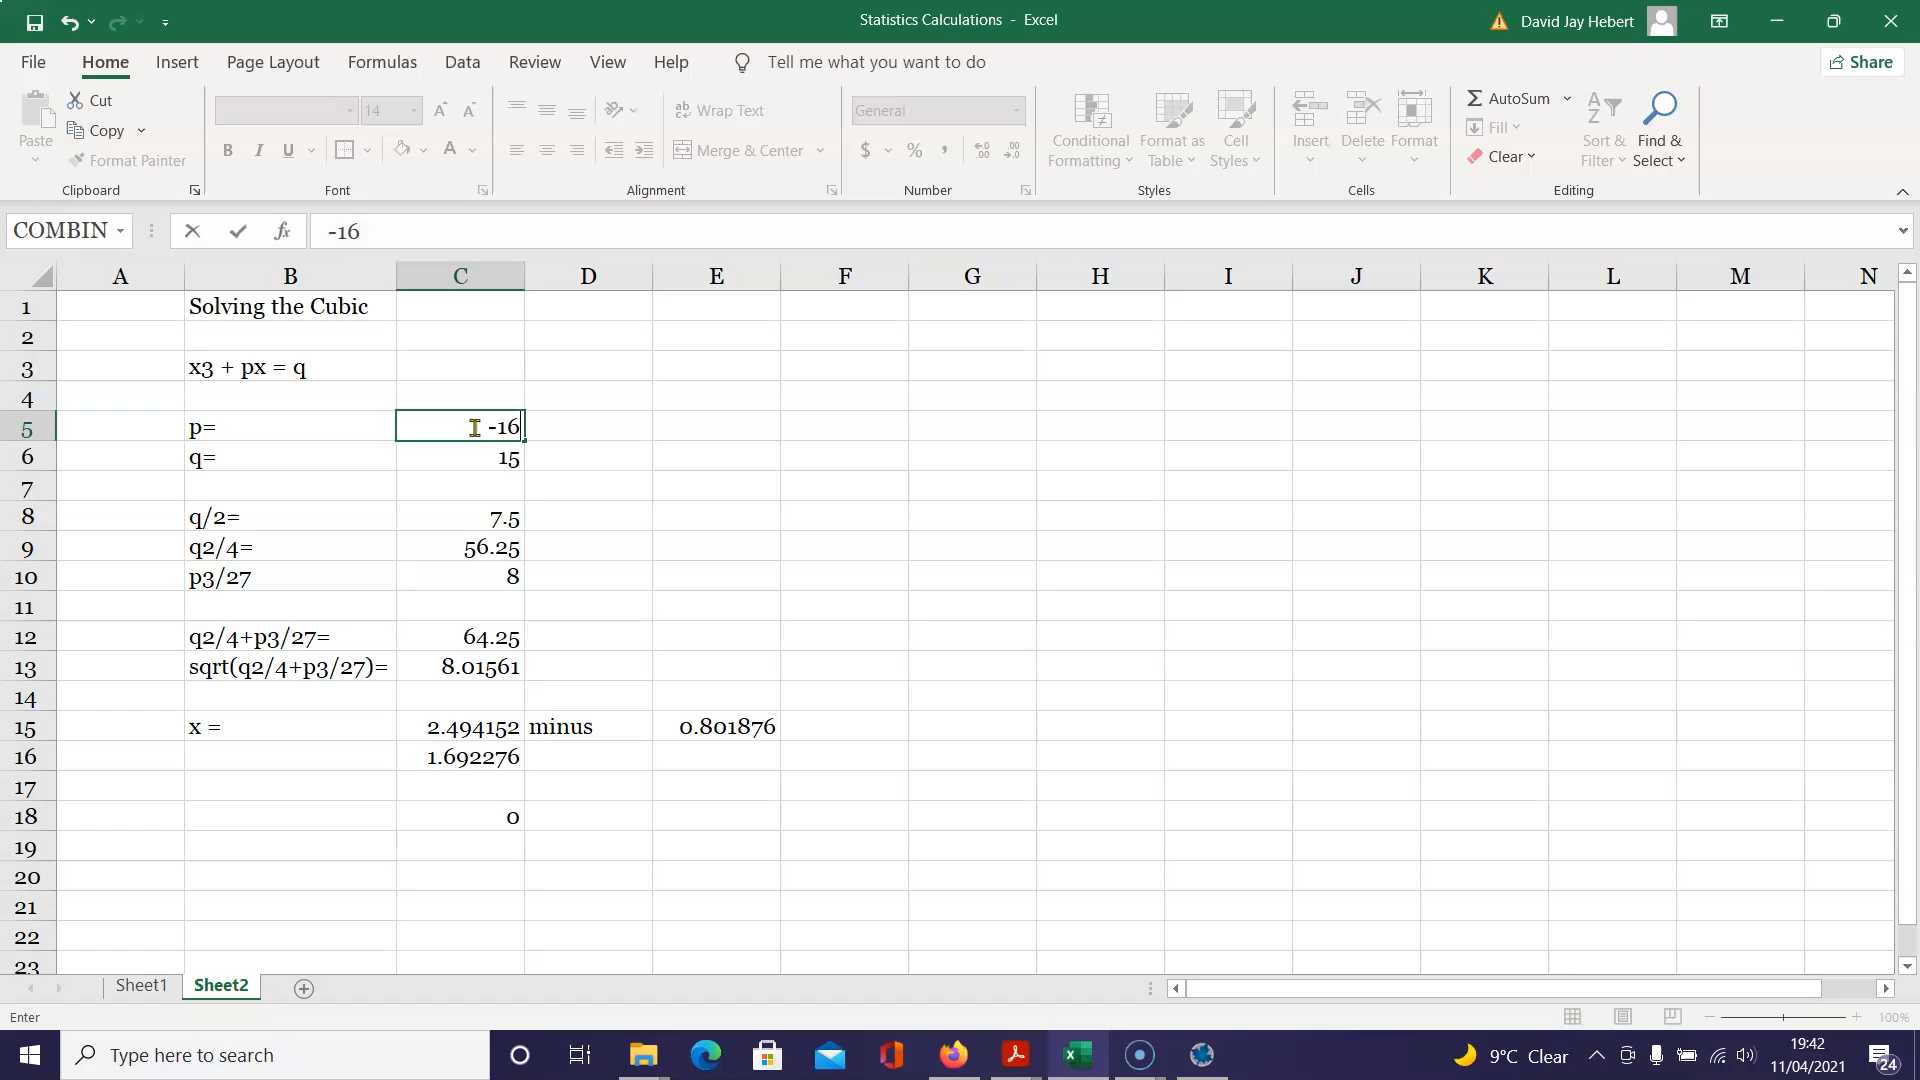 Statistics Calculations - Excel
David Jay Hebert
File Home Insert Page Layout Formulas Data Review View Help Tell me what you want to do Share
Paste
Cut
Copy
Format Painter
Clipboard
14
B I U
Font
Wrap Text
Merge & Center
Alignment
General
Number
Conditional Formatting
Format as Table
Cell Styles
Styles
Insert
Delete
Format
Cells
AutoSum
Fill
Clear
Sort & Filter
Find & Select
Editing
COMBIN fx -16
A B C D E F G H I J K L M N
1 Solving the Cubic
2
3 x3 + px = q
4
5 p= -16
6 q= 15
7
8 q/2= 7.5
9 q2/4= 56.25
10 p3/27 8
11
12 q2/4+p3/27= 64.25
13 sqrt(q2/4+p3/27)= 8.01561
14
15 x = 2.494152 minus 0.801876
16 1.692276
17
18 0
19
20
21
22
23
Sheet1 Sheet2
Enter 100%
Type here to search
9°C Clear
19:42
11/04/2021
24